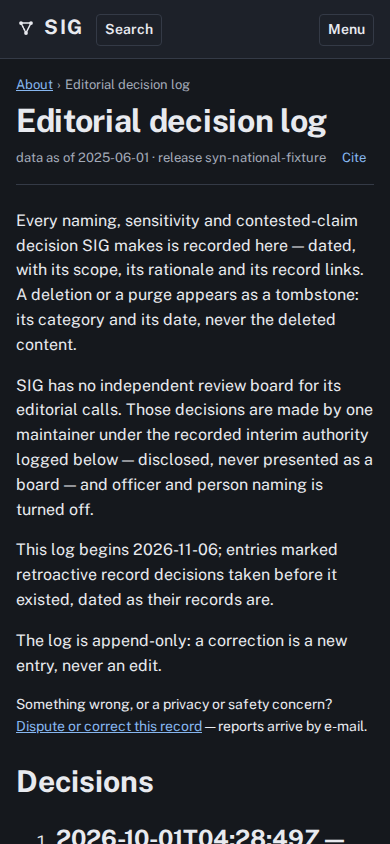 SIG
Search
Menu
About › Editorial decision log
Editorial decision log
data as of 2025-06-01 · release syn-national-fixture
Cite
Every naming, sensitivity and contested-claim
decision SIG makes is recorded here — dated,
with its scope, its rationale and its record links.
A deletion or a purge appears as a tombstone:
its category and its date, never the deleted
content.
SIG has no independent review board for its
editorial calls. Those decisions are made by one
maintainer under the recorded interim authority
logged below — disclosed, never presented as a
board — and officer and person naming is
turned off.
This log begins 2026-11-06; entries marked
retroactive record decisions taken before it
existed, dated as their records are.
The log is append-only: a correction is a new
entry, never an edit.
Something wrong, or a privacy or safety concern?
Dispute or correct this record — reports arrive by e-mail.
Decisions
1. 2026-10-01T04:28:49Z —